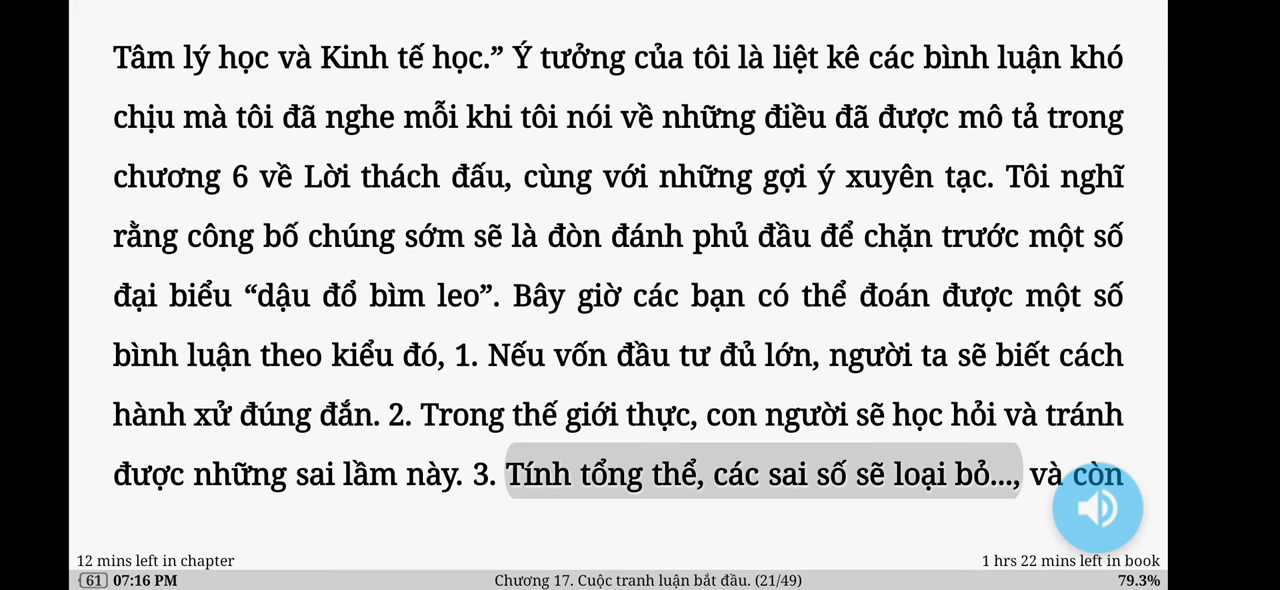 Tâm lý học và Kinh tế học.” Ý tưởng của tôi là liệt kê các bình luận khó
chịu mà tôi đã nghe mỗi khi tôi nói về những điều đã được mô tả trong
chương 6 về Lời thách đấu, cùng với những gợi ý xuyên tạc. Tôi nghĩ
rằng công bố chúng sớm sẽ là đòn đánh phủ đầu để chặn trước một số
đại biểu “dậu đổ bìm leo”. Bây giờ các bạn có thể đoán được một số
bình luận theo kiểu đó, 1. Nếu vốn đầu tư đủ lớn, người ta sẽ biết cách
hành xử đúng đắn. 2. Trong thế giới thực, con người sẽ học hỏi và tránh
được những sai lầm này. 3. Tính tổng thể, các sai số sẽ loại bỏ..., và còn
12 mins left in chapter 1 hrs 22 mins left in book
61 07:16 PM Chương 17. Cuộc tranh luận bắt đầu. (21/49) 79.3%